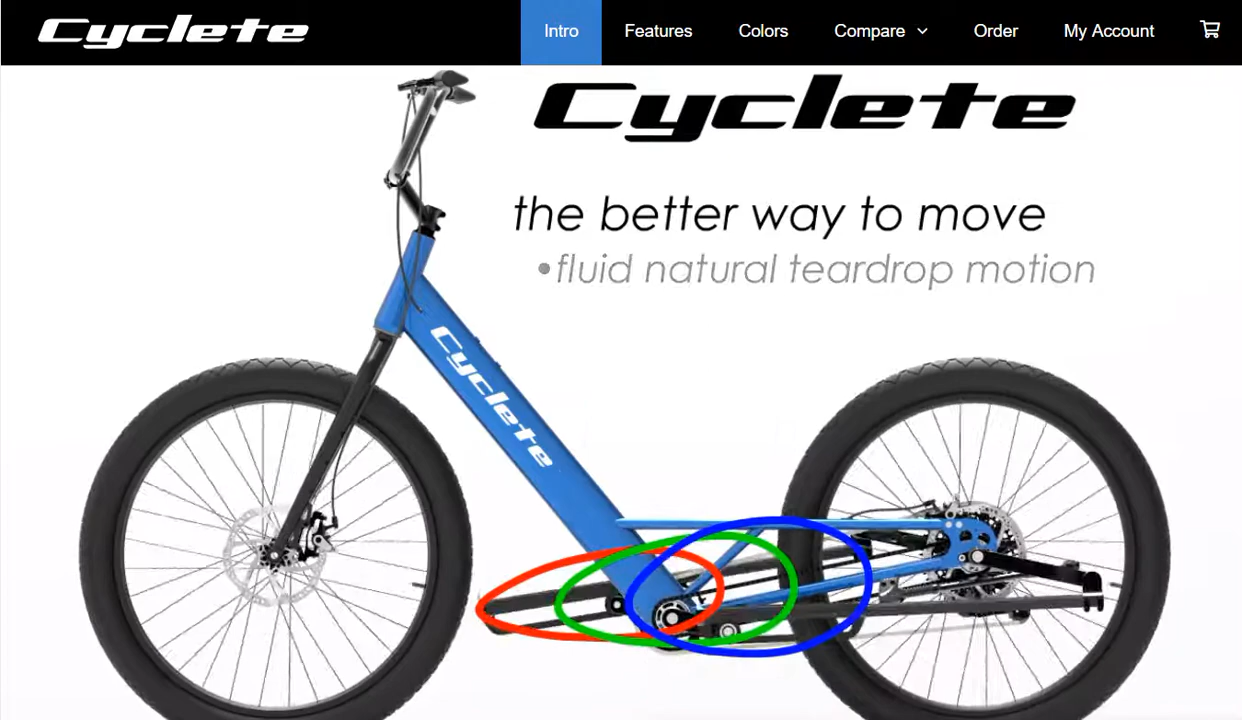 Cyclete
Intro
Features
Colors
Compare
Order
My Account
Cyclete
the better way to move
•fluid natural teardrop motion
Cyclete